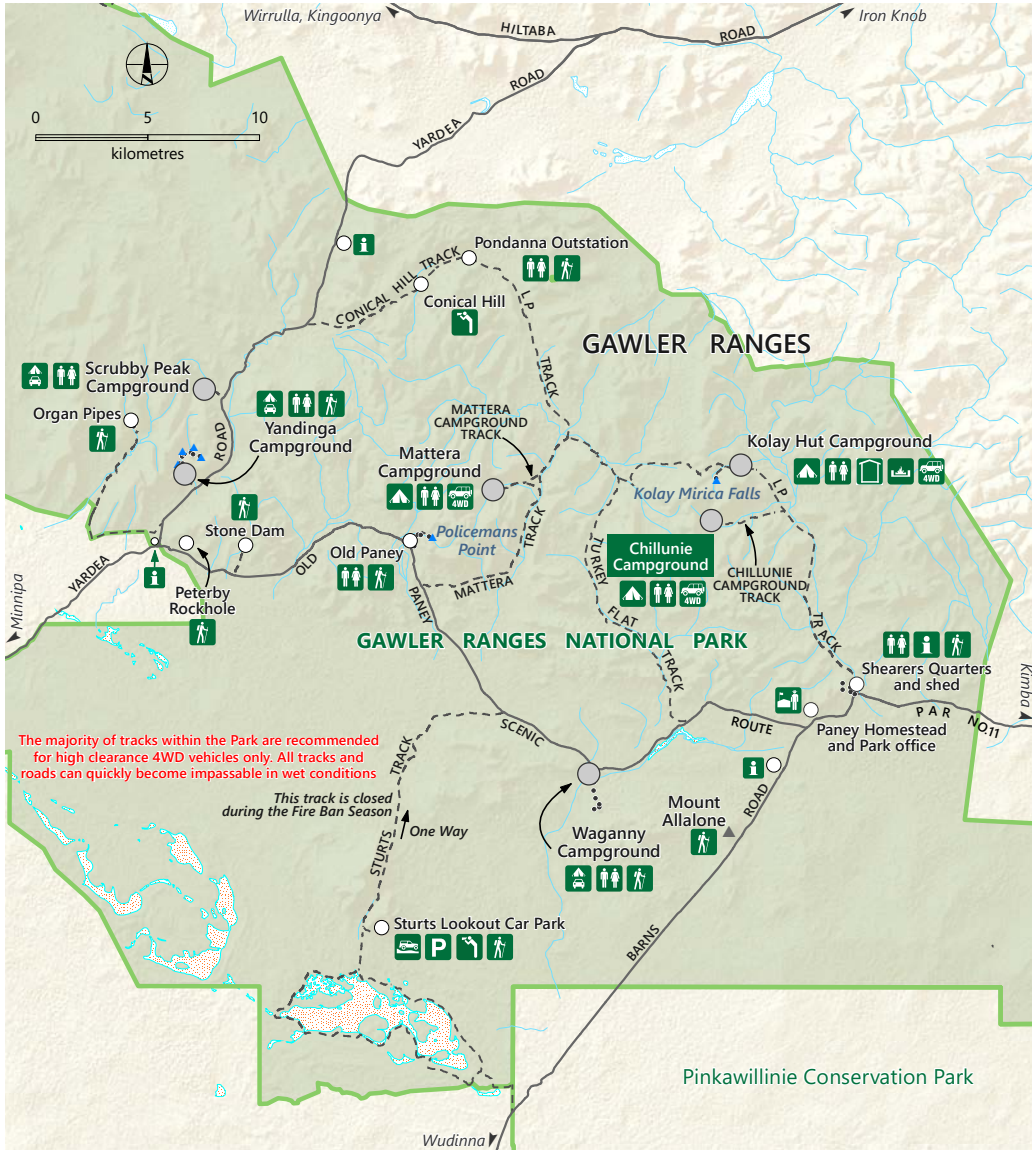 Wirrulla, Kingoonya
HILTABA
ROAD
Iron Knob
0
5
10
kilometres
YARDEA
ROAD
Pondanna Outstation
CONICAL HILL TRACK
Conical Hill
LP
TRACK
GAWLER RANGES
Scrubby Peak
Campground
Organ Pipes
ROAD
Yandinga
Campground
MATTERA
CAMPGROUND
TRACK
Mattera
Campground
4WD
Kolay Hut Campground
4WD
Kolay Mirica Falls
LP
Stone Dam
Policemans
Point
TRACK
Old Paney
OLD
PANEY
MATTERA
TURKEY
FLAT
TRACK
Chillunie
Campground
4WD
CHILLUNIE
CAMPGROUND
TRACK
TRACK
YARDEA
Minnipa
Peterby
Rockhole
GAWLER RANGES NATIONAL PARK
Shearers Quarters
and shed
Kimba
PAR NO11
ROUTE
Paney Homestead
and Park office
SCENIC
The majority of tracks within the Park are recommended
for high clearance 4WD vehicles only. All tracks and
roads can quickly become impassable in wet conditions
TRACK
This track is closed
during the Fire Ban Season
One Way
STURTS
Mount
Allalone
ROAD
Waganny
Campground
BARNS
Sturts Lookout Car Park
P
Pinkawillinie Conservation Park
Wudinna